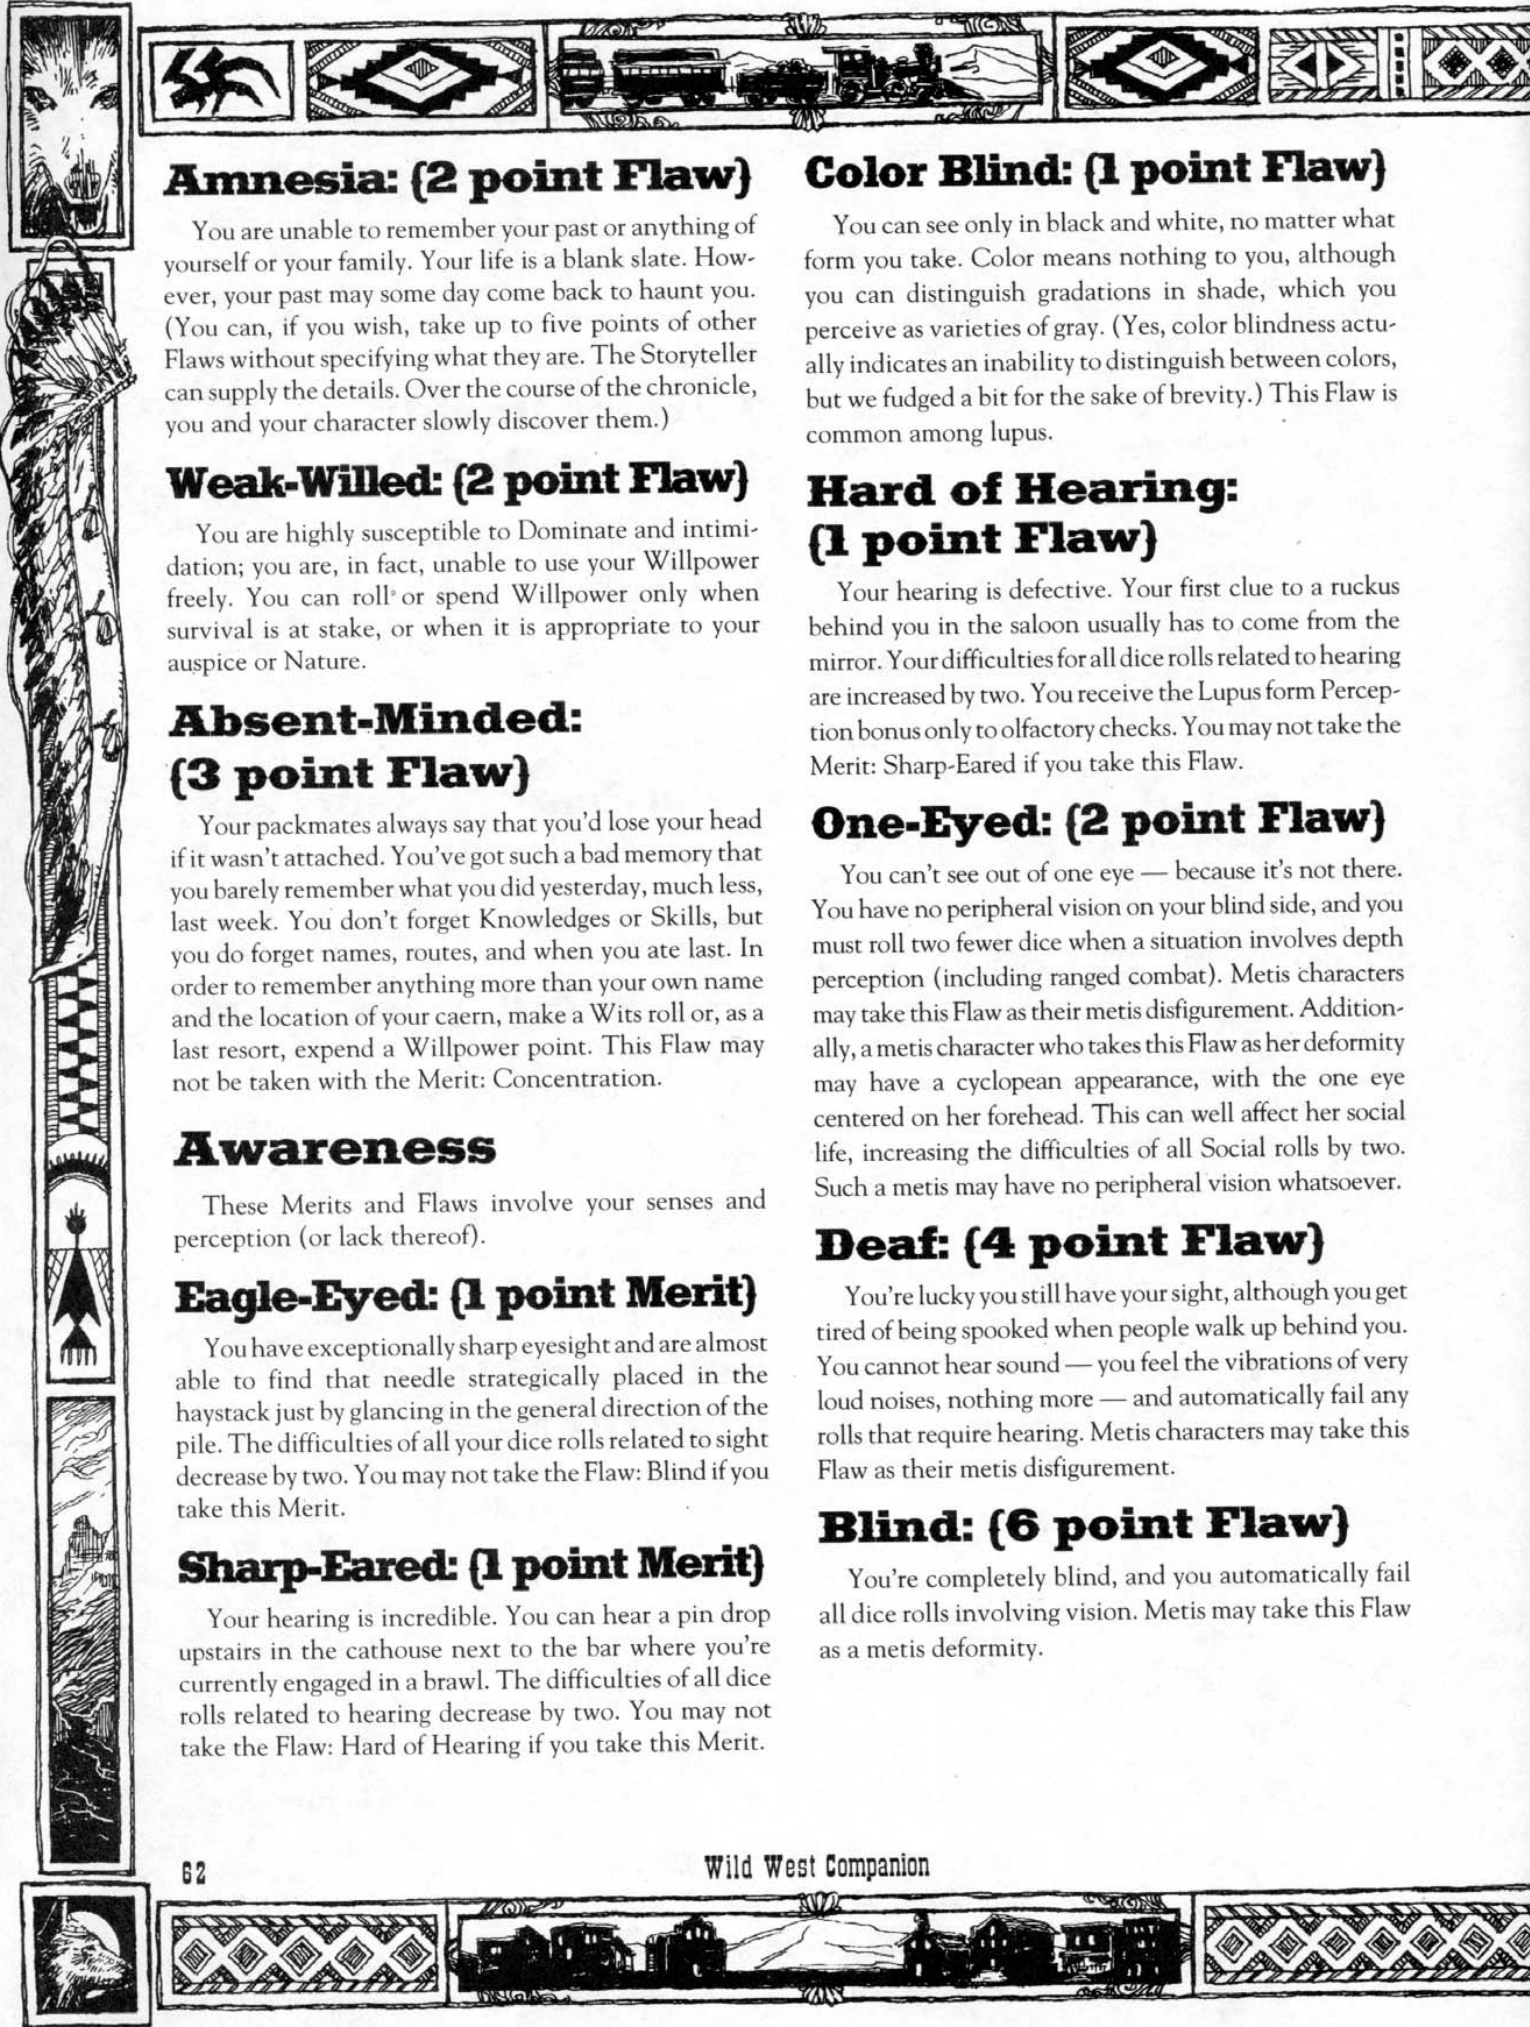 Amnesia: (2 point Flaw)
You are unable to remember your past or anything of
yourself or your family. Your life is a blank slate. How-
ever, your past may some day come back to haunt you.
(You can, if you wish, take up to five points of other
Flaws without specifying what they are. The Storyteller
can supply the details. Over the course of the chronicle,
you and your character slowly discover them.)
Weak-Willed: (2 point Flaw)
You are highly susceptible to Dominate and intimi-
dation; you are, in fact, unable to use your Willpower
freely. You can roll or spend Willpower only when
survival is at stake, or when it is appropriate to your
auspice or Nature.
Absent-Minded:
(3 point Flaw)
Your packmates always say that you'd lose your head
if it wasn't attached. You've got such a bad memory that
you barely remember what you did yesterday, much less,
last week. You don't forget Knowledges or Skills, but
you do forget names, routes, and when you ate last. In
order to remember anything more than your own name
and the location of your caern, make a Wits roll or, as a
last resort, expend a Willpower point. This Flaw may
not be taken with the Merit: Concentration.
Awareness
These Merits and Flaws involve your senses and
perception (or lack thereof).
Eagle-Eyed: (1 point Merit)
You have exceptionally sharp eyesight and are almost
able to find that needle strategically placed in the
haystack just by glancing in the general direction of the
pile. The difficulties of all your dice rolls related to sight
decrease by two. You may not take the Flaw: Blind if you
take this Merit.
Sharp-Eared: (1 point Merit)
Your hearing is incredible. You can hear a pin drop
upstairs in the cathouse next to the bar where you're
currently engaged in a brawl. The difficulties of all dice
rolls related to hearing decrease by two. You may not
take the Flaw: Hard of Hearing if you take this Merit.
Color Blind: (1 point Flaw)
You can see only in black and white, no matter what
form you take. Color means nothing to you, although
you can distinguish gradations in shade, which you
perceive as varieties of gray. (Yes, color blindness actu-
ally indicates an inability to distinguish between colors,
but we fudged a bit for the sake of brevity.) This Flaw is
common among lupus.
Hard of Hearing:
(1 point Flaw)
Your hearing is defective. Your first clue to a ruckus
behind you in the saloon usually has to come from the
mirror. Your difficulties for all dice rolls related to hearing
are increased by two. You receive the Lupus form Percep-
tion bonus only to olfactory checks. You may not take the
Merit: Sharp-Eared if you take this Flaw.
One-Eyed: (2 point Flaw)
You can't see out of one eye — because it's not there.
You have no peripheral vision on your blind side, and you
must roll two fewer dice when a situation involves depth
perception (including ranged combat). Metis characters
may take this Flaw as their metis disfigurement. Addition-
ally, a metis character who takes this Flaw as her deformity
may have a cyclopean appearance, with the one eye
centered on her forehead. This can well affect her social
life, increasing the difficulties of all Social rolls by two.
Such a metis may have no peripheral vision whatsoever.
Deaf: (4 point Flaw)
You're lucky you still have your sight, although you get
tired of being spooked when people walk up behind you.
You cannot hear sound — you feel the vibrations of very
loud noises, nothing more — and automatically fail any
rolls that require hearing. Metis characters may take this
Flaw as their metis disfigurement.
Blind: (6 point Flaw)
You're completely blind, and you automatically fail
all dice rolls involving vision. Metis may take this Flaw
as a metis deformity.
62
Wild West Companion